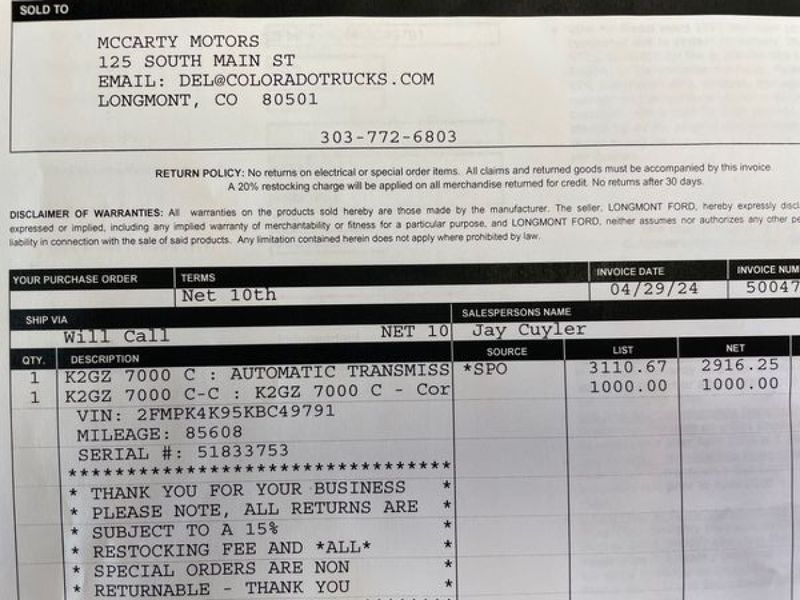 SOLD TO
MCCARTY MOTORS
125 SOUTH MAIN ST
EMAIL: DEL@COLORADOTRUCKS.COM
LONGMONT, CO 80501
303-772-6803
RETURN POLICY: No returns on electrical or special order items. All claims and returned goods must be accompanied by this invoice
A 20% restocking charge will be applied on all merchandise returned for credit. No returns after 30 days.
DISCLAIMER OF WARRANTIES: All warranties on the products sold hereby are those made by the manufacturer. The seller, LONGMONT FORD, hereby expressly
expressed or implied, including any implied warranty of merchantability or fitness for a particular purpose, and LONGMONT FORD, neither assumes nor authorizes any other
liability in connection with the sale of said products. Any limitation contained herein does not apply where prohibited by law.
YOUR PURCHASE ORDER TERMS INVOICE DATE INVOICE NUM
Net 10th 04/29/24 50047
SHIP VIA SALESPERSONS NAME
Will Call NET 10 Jay Cuyler
QTY. DESCRIPTION SOURCE LIST NET
1 K2GZ 7000 C : AUTOMATIC TRANSMISS *SPO 3110.67 2916.25
1 K2GZ 7000 C-C : K2GZ 7000 C - Cor 1000.00 1000.00
VIN: 2FMPK4K95KBC49791
MILEAGE: 85608
SERIAL #: 51833753
***********************************
* THANK YOU FOR YOUR BUSINESS *
* PLEASE NOTE, ALL RETURNS ARE *
* SUBJECT TO A 15% *
* RESTOCKING FEE AND *ALL* *
* SPECIAL ORDERS ARE NON *
* RETURNABLE - THANK YOU *